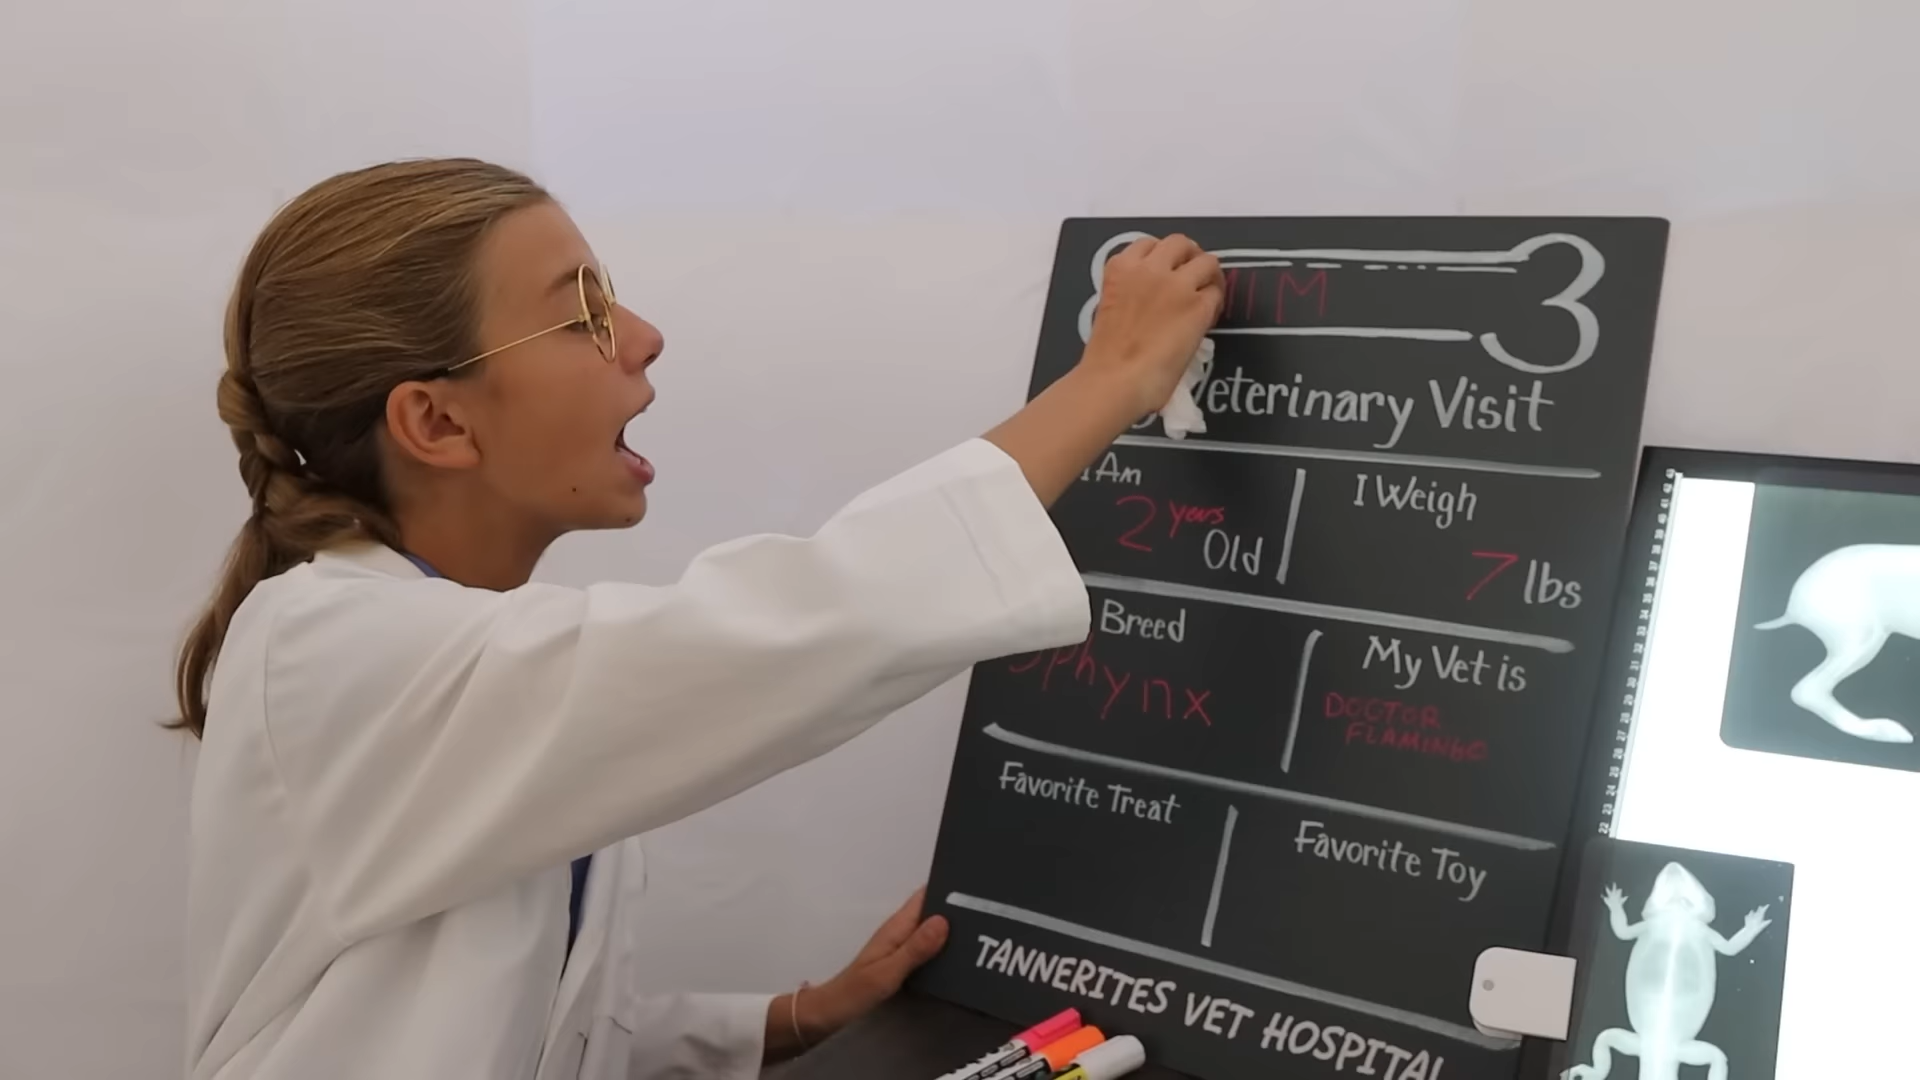 Veterinary Visit
I Am
2 years
Old
I Weigh
7 lbs
Breed
Sphynx
My Vet is
DOCTOR
FLAMINGO
Favorite Treat
Favorite Toy
TANNERITES VET HOSPITAL